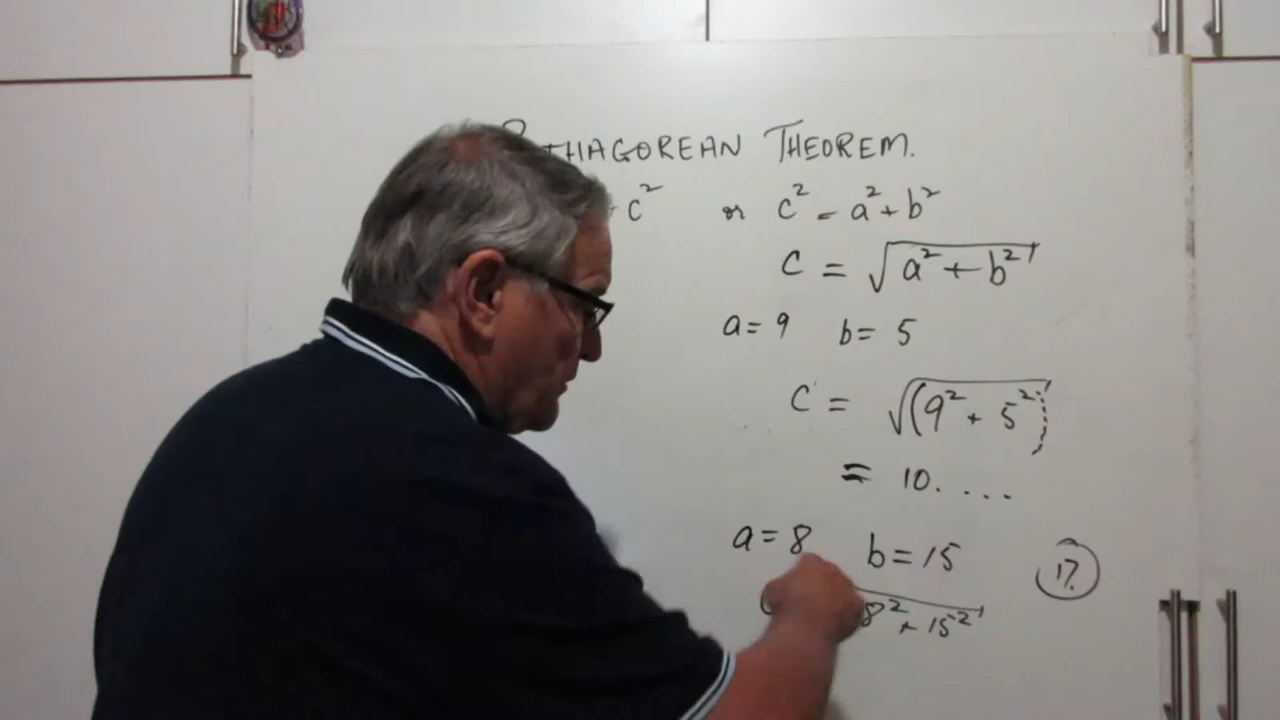 THAGOREAN THEOREM.
c² or c² = a² + b²
c = √a² + b²
a = 9 b = 5
c = √(9² + 5²)
= 10. . . .
a = 8 b = 15 17.
8² + 15²